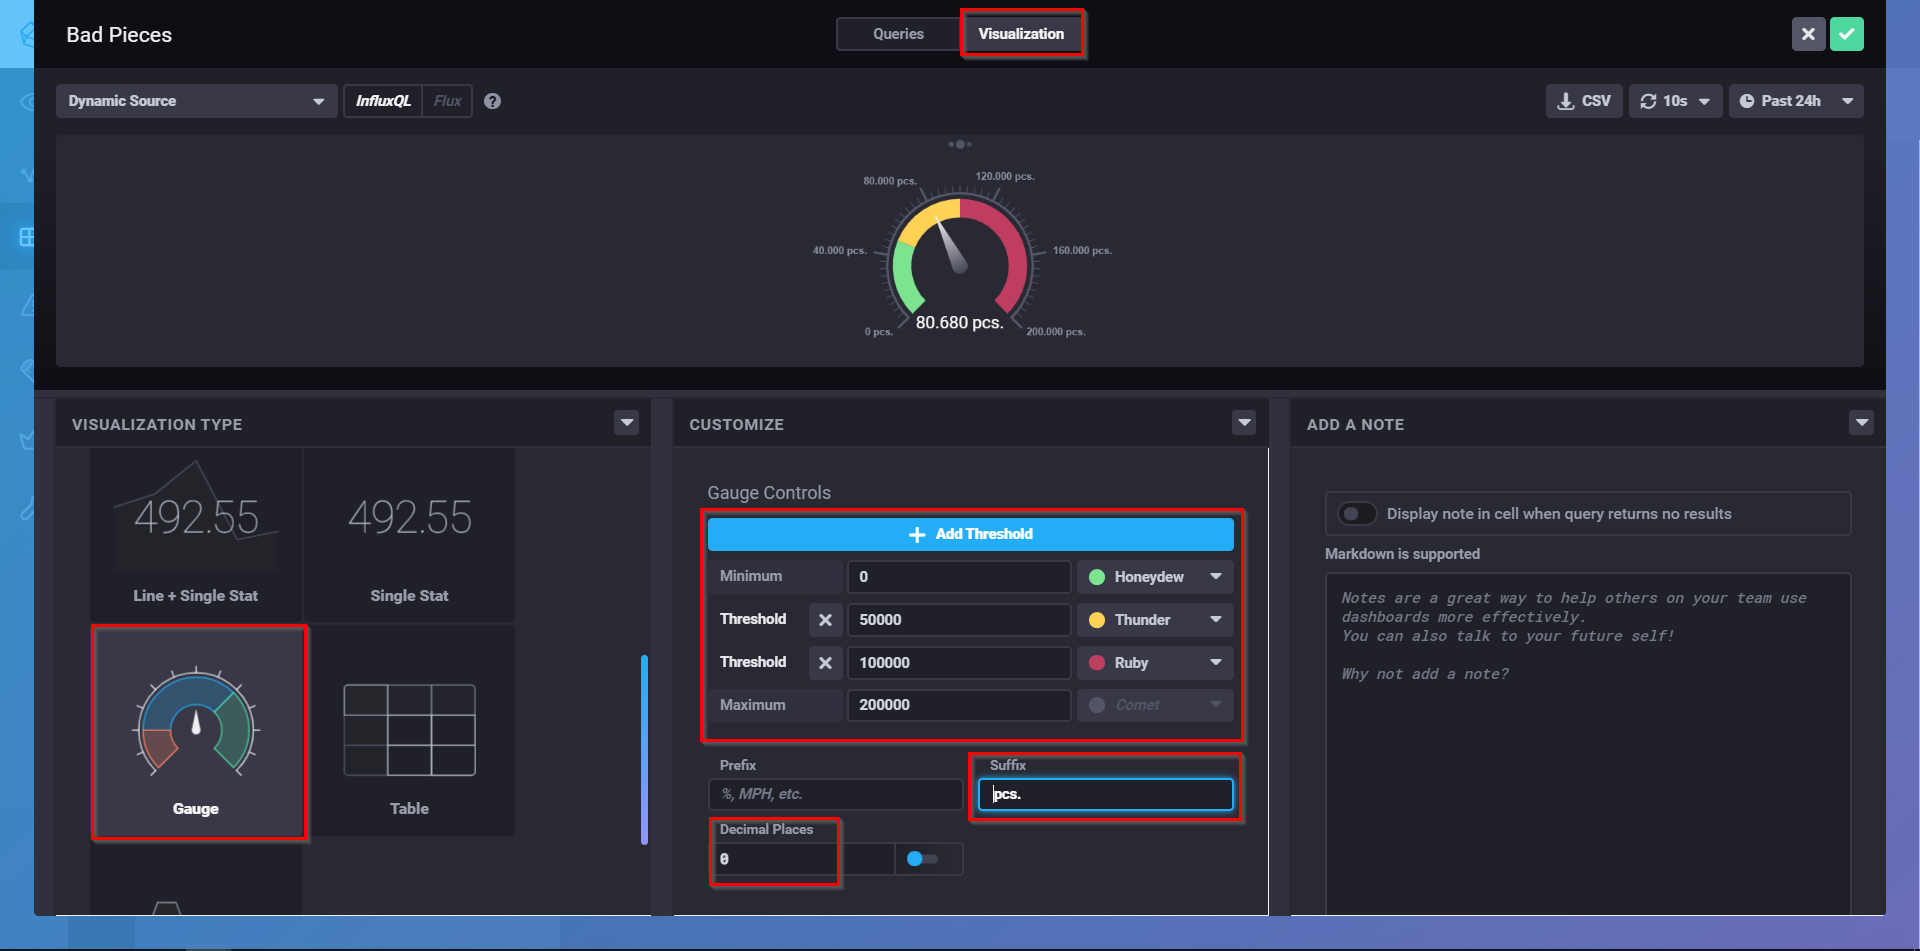 Bad Pieces
Queries
Visualization
Dynamic Source
InfluxQL
Flux
?
CSV
10s
Past 24h
80.000 pcs.
120.000 pcs.
40.000 pcs.
160.000 pcs.
0 pcs.
80.680 pcs.
200.000 pcs.
VISUALIZATION TYPE
492.55
Line + Single Stat
492.55
Single Stat
Gauge
Table
CUSTOMIZE
Gauge Controls
+ Add Threshold
Minimum
0
Honeydew
Threshold
50000
Thunder
Threshold
100000
Ruby
Maximum
200000
Comet
Prefix
%, MPH, etc.
Suffix
pcs.
Decimal Places
0
ADD A NOTE
Display note in cell when query returns no results
Markdown is supported
Notes are a great way to help others on your team use
dashboards more effectively.
You can also talk to your future self!
Why not add a note?